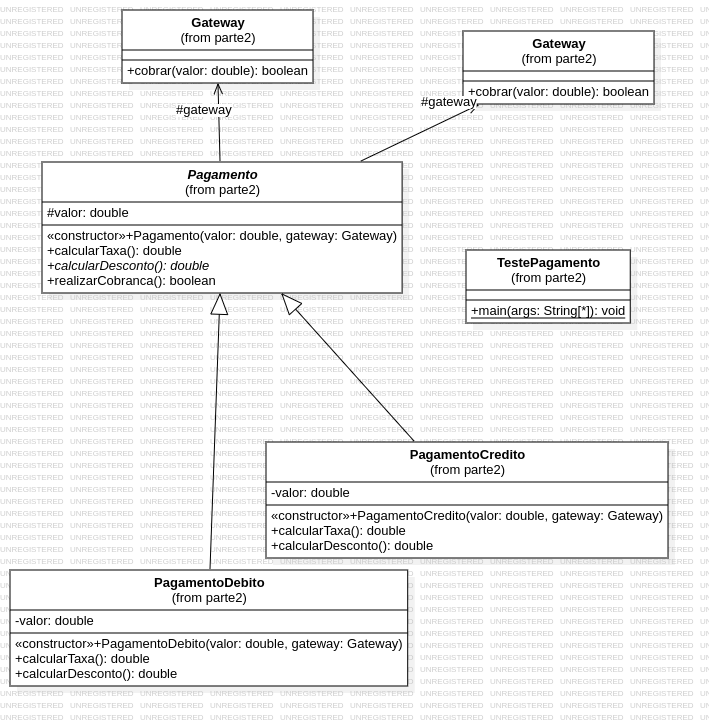 Gateway
(from parte2)
+cobrar(valor: double): boolean
Gateway
(from parte2)
+cobrar(valor: double): boolean
#gateway
#gateway
Pagamento
(from parte2)
#valor: double
«constructor»+Pagamento(valor: double, gateway: Gateway)
+calcularTaxa(): double
+calcularDesconto(): double
+realizarCobranca(): boolean
TestePagamento
(from parte2)
+main(args: String[*]): void
PagamentoCredito
(from parte2)
-valor: double
«constructor»+PagamentoCredito(valor: double, gateway: Gateway)
+calcularTaxa(): double
+calcularDesconto(): double
PagamentoDebito
(from parte2)
-valor: double
«constructor»+PagamentoDebito(valor: double, gateway: Gateway)
+calcularTaxa(): double
+calcularDesconto(): double
UNREGISTERED